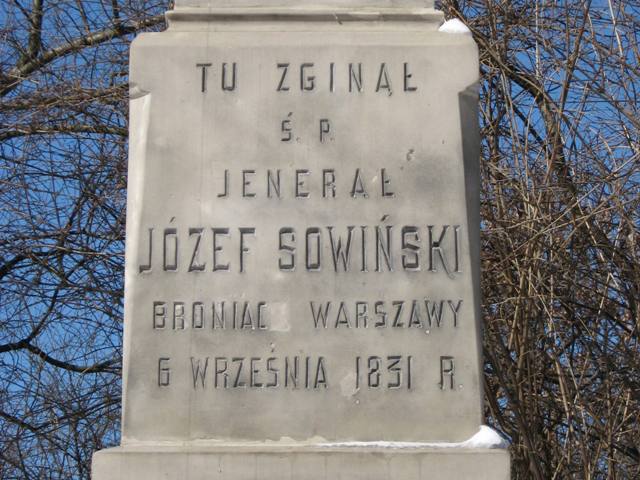 TU ZGINĄŁ
Ś. P.
JENERAŁ
JÓZEF SOWIŃSKI
BRONIĄC WARSZAWY
6 WRZEŚNIA 1831 R.